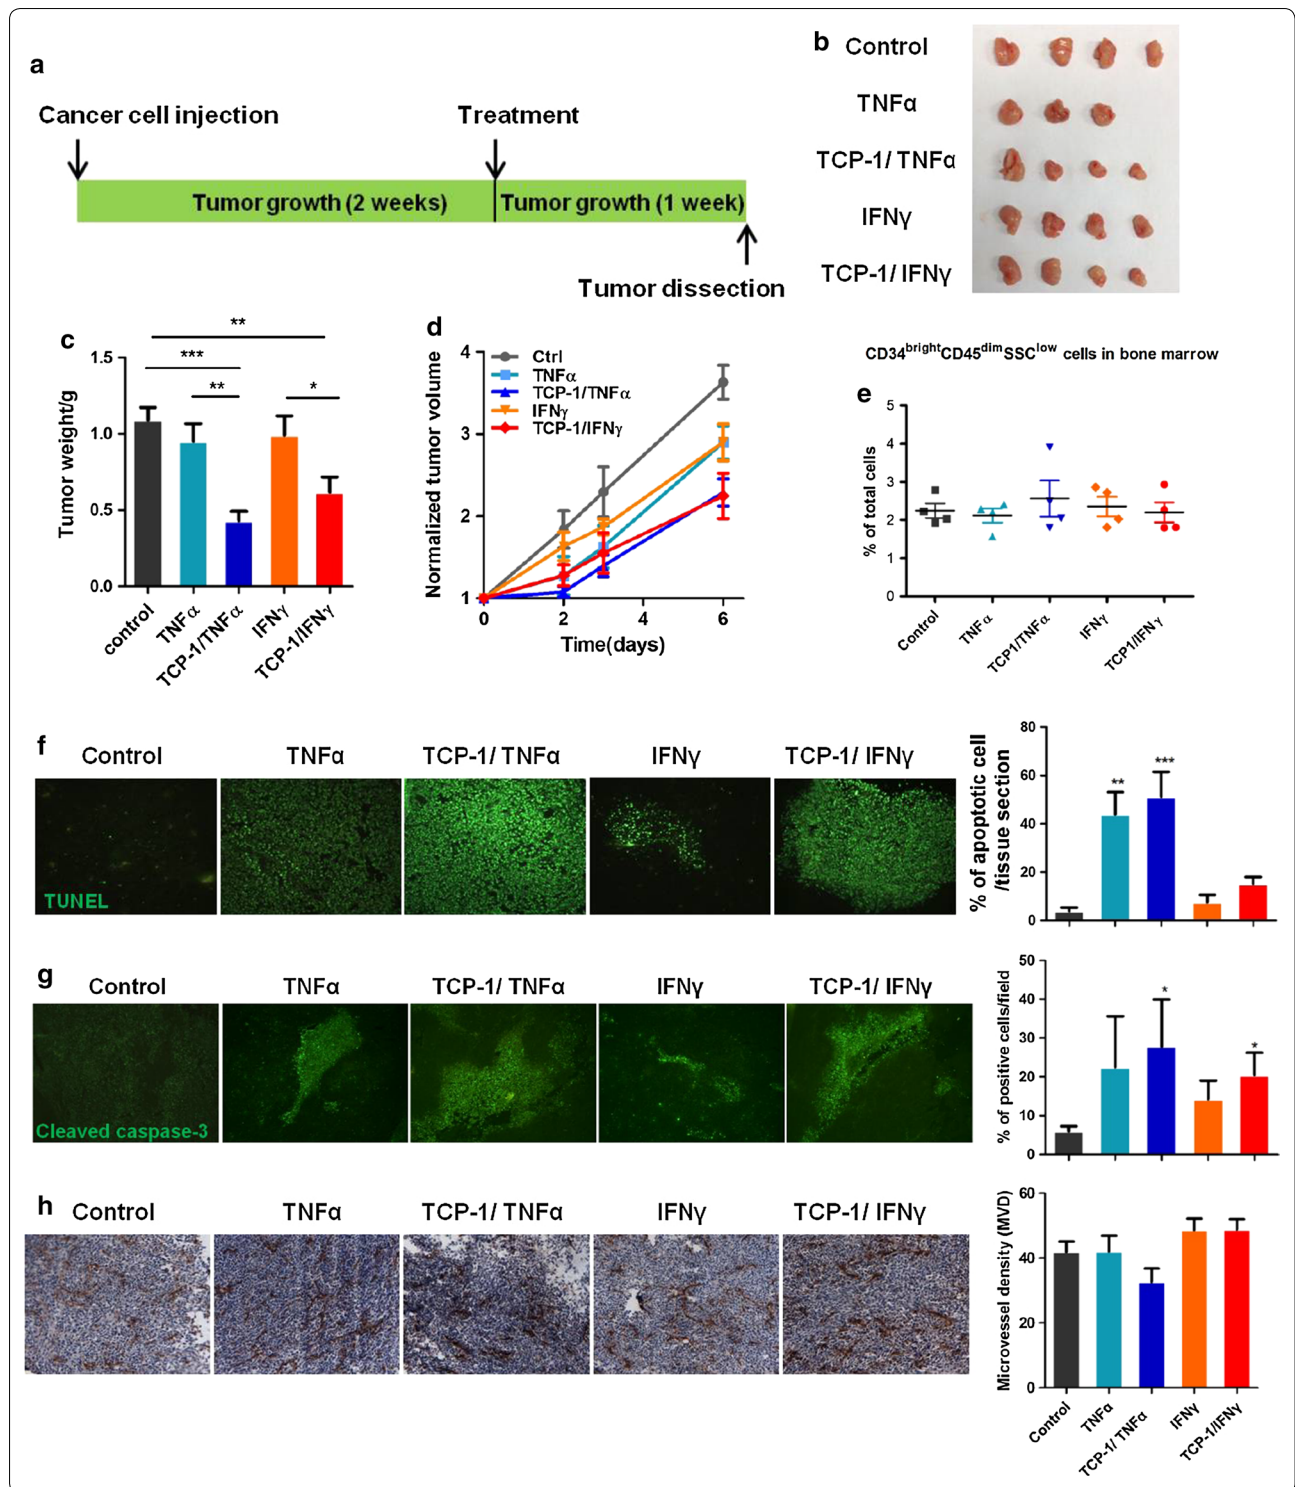 a
Cancer cell injection
Treatment
Tumor growth (2 weeks)
Tumor growth (1 week)
Tumor dissection
b
Control
TNFα
TCP-1/ TNFα
IFNγ
TCP-1/ IFNγ
c
Tumor weight/g
1.5
1.0
0.5
0.0
**
***
**
*
control
TNFα
TCP-1/TNFα
IFNγ
TCP-1/IFNγ
d
Normalized tumor volume
4
3
2
1
Ctrl
TNFα
TCP-1/TNFα
IFNγ
TCP-1/IFNγ
0
2
4
6
Time(days)
CD34brightCD45dimSSClow cells in bone marrow
e
% of total cells
5
4
3
2
1
0
Control
TNFα
TCP1/TNFα
IFNγ
TCP1/IFNγ
f
Control
TNFα
TCP-1/ TNFα
IFNγ
TCP-1/ IFNγ
TUNEL
% of apoptotic cell
/tissue section
80
60
40
20
0
**
***
g
Control
TNFα
TCP-1/ TNFα
IFNγ
TCP-1/ IFNγ
Cleaved caspase-3
% of positive cells/field
50
40
30
20
10
0
*
*
h
Control
TNFα
TCP-1/ TNFα
IFNγ
TCP-1/ IFNγ
Microvessel density (MVD)
60
40
20
0
Control
TNFα
TCP-1/ TNFα
IFNγ
TCP-1/IFNγ